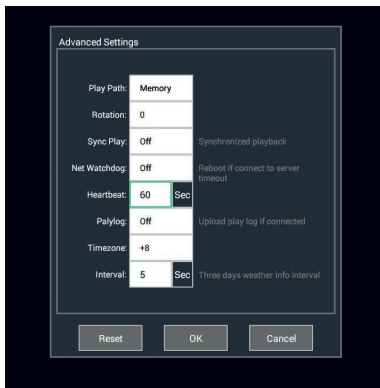 Advanced Settings
Play Path: Memory
Rotation: 0
Sync Play: Off Synchronized playback
Net Watchdog: Off Reboot if connect to server
timeout
Heartbeat: 60 Sec
Palylog: Off Upload play log if connected
Timezone: +8
Interval: 5 Sec Three days weather info interval
Reset OK Cancel